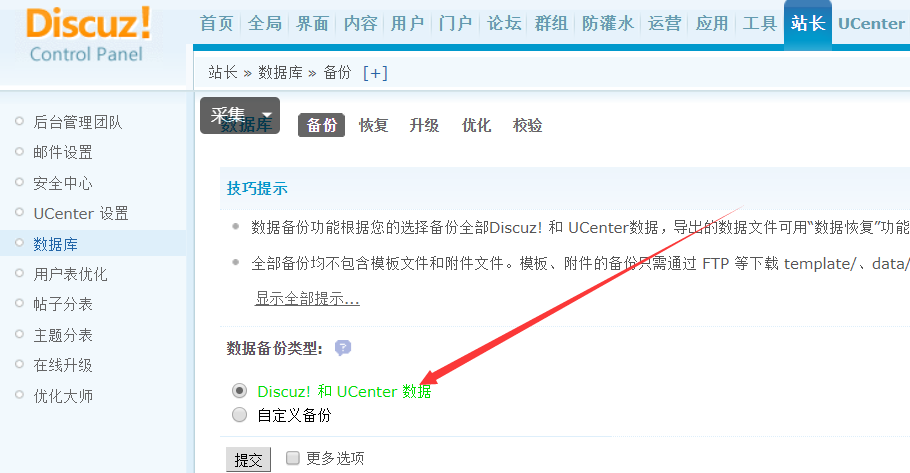 Discuz!
Control Panel
首页 全局 界面 内容 用户 门户 论坛 群组 防灌水 运营 应用 工具 站长 UCenter
站长 » 数据库 » 备份 [+]
采集
数据库 备份 恢复 升级 优化 校验
后台管理团队
邮件设置
安全中心
UCenter 设置
数据库
用户表优化
帖子分表
主题分表
在线升级
优化大师
技巧提示
数据备份功能根据您的选择备份全部Discuz! 和 UCenter数据，导出的数据文件可用“数据恢复”功能
全部备份均不包含模板文件和附件文件。模板、附件的备份只需通过 FTP 等下载 template/、data/
显示全部提示...
数据备份类型: ?
Discuz! 和 UCenter 数据
自定义备份
提交 更多选项